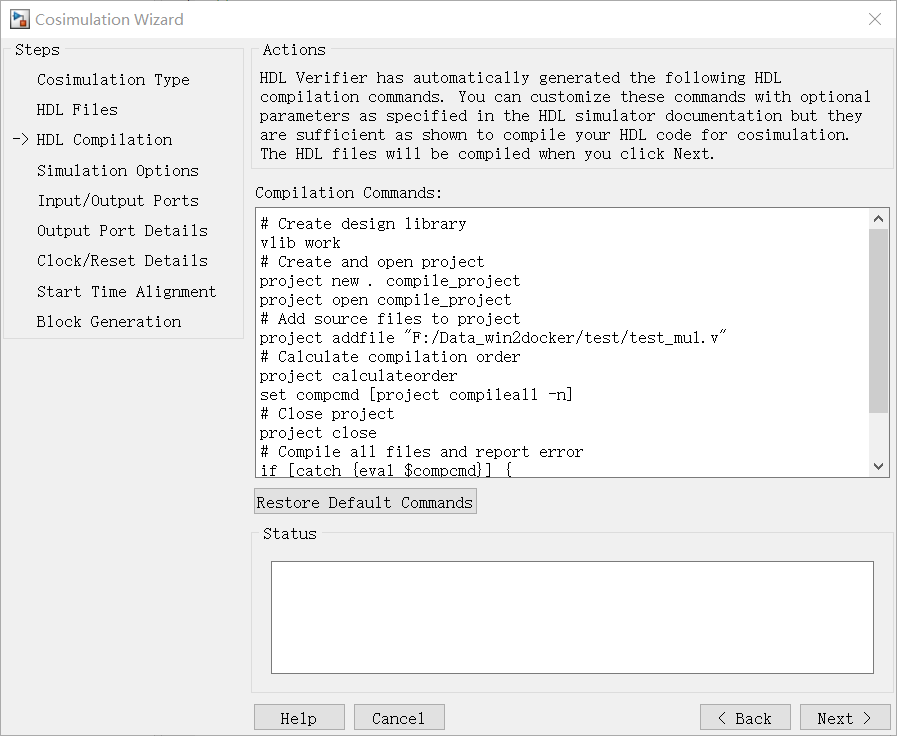 Cosimulation Wizard
Steps
Cosimulation Type
HDL Files
-> HDL Compilation
Simulation Options
Input/Output Ports
Output Port Details
Clock/Reset Details
Start Time Alignment
Block Generation
Actions
HDL Verifier has automatically generated the following HDL
compilation commands. You can customize these commands with optional
parameters as specified in the HDL simulator documentation but they
are sufficient as shown to compile your HDL code for cosimulation.
The HDL files will be compiled when you click Next.
Compilation Commands:
# Create design library
vlib work
# Create and open project
project new . compile_project
project open compile_project
# Add source files to project
project addfile "F:/Data_win2docker/test/test_mul.v"
# Calculate compilation order
project calculateorder
set compcmd [project compileall -n]
# Close project
project close
# Compile all files and report error
if [catch {eval $compcmd}] {
Restore Default Commands
Status
Help
Cancel
< Back
Next >